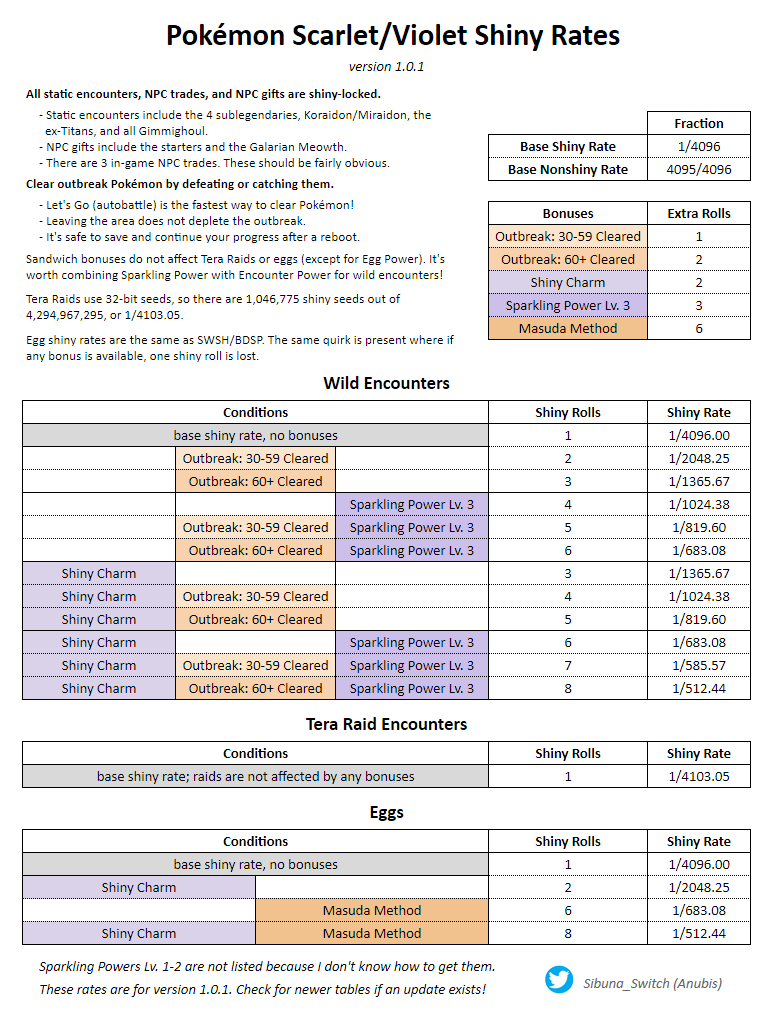 Pokémon Scarlet/Violet Shiny Rates
version 1.0.1
All static encounters, NPC trades, and NPC gifts are shiny-locked.
- Static encounters include the 4 sublegendaries, Koraidon/Miraidon, the
ex-Titans, and all Gimmighoul.
- NPC gifts include the starters and the Galarian Meowth.
- There are 3 in-game NPC trades. These should be fairly obvious.
Clear outbreak Pokémon by defeating or catching them.
- Let's Go (autobattle) is the fastest way to clear Pokémon!
- Leaving the area does not deplete the outbreak.
- It's safe to save and continue your progress after a reboot.
Sandwich bonuses do not affect Tera Raids or eggs (except for Egg Power). It's
worth combining Sparkling Power with Encounter Power for wild encounters!
Tera Raids use 32-bit seeds, so there are 1,046,775 shiny seeds out of
4,294,967,295, or 1/4103.05.
Egg shiny rates are the same as SWSH/BDSP. The same quirk is present where if
any bonus is available, one shiny roll is lost.
Fraction
Base Shiny Rate 1/4096
Base Nonshiny Rate 4095/4096
Bonuses Extra Rolls
Outbreak: 30-59 Cleared 1
Outbreak: 60+ Cleared 2
Shiny Charm 2
Sparkling Power Lv. 3 3
Masuda Method 6
Wild Encounters
Conditions Shiny Rolls Shiny Rate
base shiny rate, no bonuses 1 1/4096.00
Outbreak: 30-59 Cleared 2 1/2048.25
Outbreak: 60+ Cleared 3 1/1365.67
Sparkling Power Lv. 3 4 1/1024.38
Outbreak: 30-59 Cleared Sparkling Power Lv. 3 5 1/819.60
Outbreak: 60+ Cleared Sparkling Power Lv. 3 6 1/683.08
Shiny Charm 3 1/1365.67
Shiny Charm Outbreak: 30-59 Cleared 4 1/1024.38
Shiny Charm Outbreak: 60+ Cleared 5 1/819.60
Shiny Charm Sparkling Power Lv. 3 6 1/683.08
Shiny Charm Outbreak: 30-59 Cleared Sparkling Power Lv. 3 7 1/585.57
Shiny Charm Outbreak: 60+ Cleared Sparkling Power Lv. 3 8 1/512.44
Tera Raid Encounters
Conditions Shiny Rolls Shiny Rate
base shiny rate; raids are not affected by any bonuses 1 1/4103.05
Eggs
Conditions Shiny Rolls Shiny Rate
base shiny rate, no bonuses 1 1/4096.00
Shiny Charm 2 1/2048.25
Masuda Method 6 1/683.08
Shiny Charm Masuda Method 8 1/512.44
Sparkling Powers Lv. 1-2 are not listed because I don't know how to get them.
These rates are for version 1.0.1. Check for newer tables if an update exists!
Sibuna_Switch (Anubis)